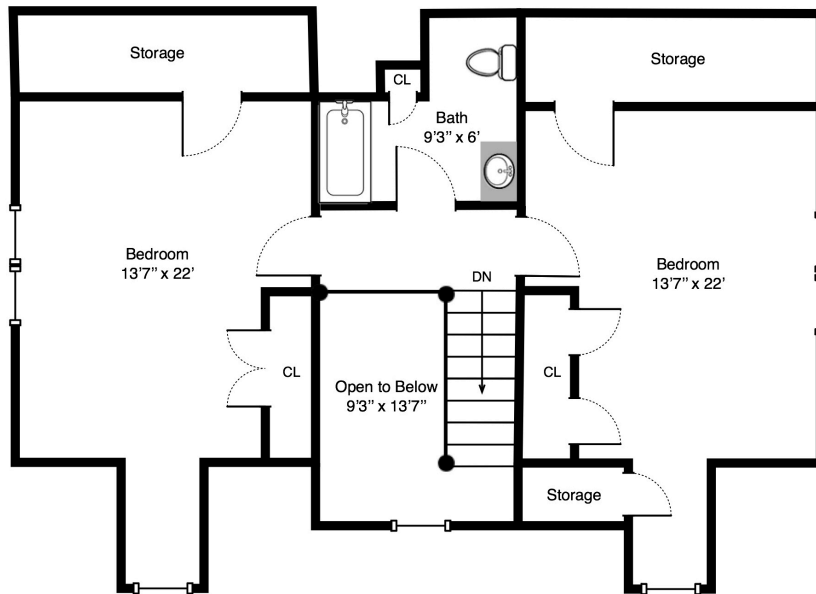 Storage
Storage
CL
Bath
9'3" x 6'
Bedroom
13'7" x 22'
DN
Bedroom
13'7" x 22'
CL
Open to Below
9'3" x 13'7"
CL
Storage